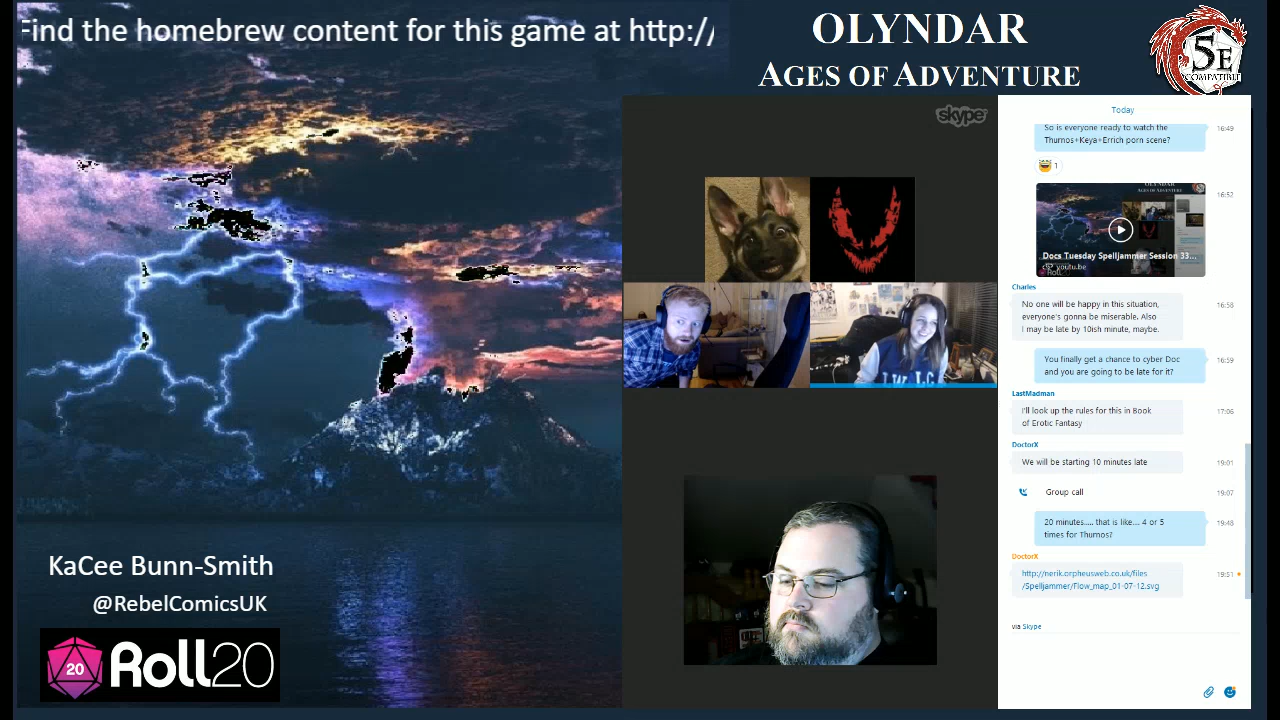 Find the homebrew content for this game at http://
OLYNDAR
AGES OF ADVENTURE
5E
COMPATIBLE
skype
Today
So is everyone ready to watch the
Thurnos+Keya+Errich porn scene?
16:49
1
16:52
OLYNDAR
AGES OF ADVENTURE
Docs Tuesday Spelljammer Session 33...
youtu.be
Charles
No one will be happy in this situation,
everyone's gonna be miserable. Also
I may be late by 10ish minute, maybe.
16:58
You finally get a chance to cyber Doc
and you are going to be late for it?
16:59
LastMadman
I'll look up the rules for this in Book
of Erotic Fantasy
17:06
DoctorX
We will be starting 10 minutes late
19:01
Group call
19:07
20 minutes..... that is like.... 4 or 5
times for Thurnos?
19:48
DoctorX
http://nerik.orpheusweb.co.uk/files
/Spelljammer/Flow_map_01-07-12.svg
19:51
via Skype
KaCee Bunn-Smith
@RebelComicsUK
20
Roll20